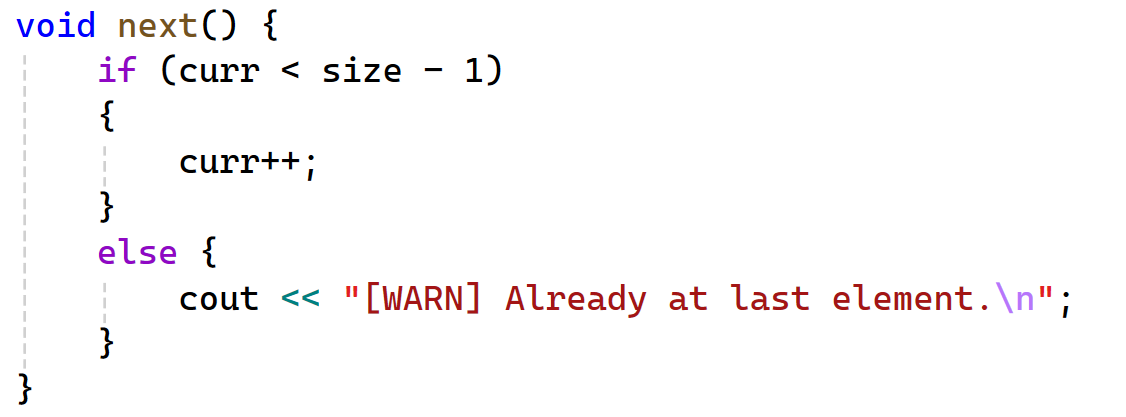 void next() {
    if (curr < size - 1)
    {
        curr++;
    }
    else {
        cout << "[WARN] Already at last element.\n";
    }
}